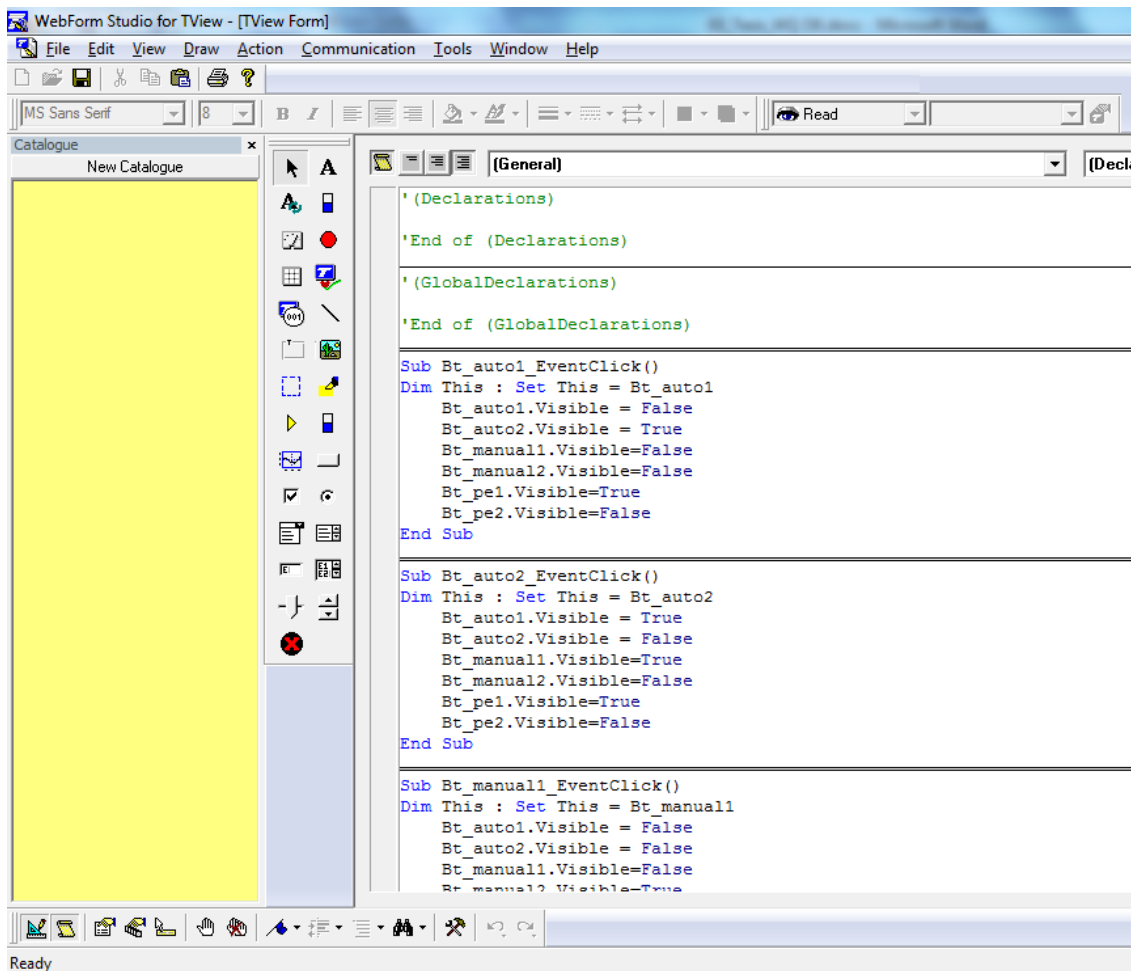 WebForm Studio for TView - [TView Form]
File Edit View Draw Action Communication Tools Window Help
MS Sans Serif 8 B I Read
Catalogue x
New Catalogue
A
(General) (Decla
'(Declarations)
'End of (Declarations)
'(GlobalDeclarations)
'End of (GlobalDeclarations)
Sub Bt_auto1_EventClick()
Dim This : Set This = Bt_auto1
Bt_auto1.Visible = False
Bt_auto2.Visible = True
Bt_manual1.Visible=False
Bt_manual2.Visible=False
Bt_pe1.Visible=True
Bt_pe2.Visible=False
End Sub
Sub Bt_auto2_EventClick()
Dim This : Set This = Bt_auto2
Bt_auto1.Visible = True
Bt_auto2.Visible = False
Bt_manual1.Visible=True
Bt_manual2.Visible=False
Bt_pe1.Visible=True
Bt_pe2.Visible=False
End Sub
Sub Bt_manual1_EventClick()
Dim This : Set This = Bt_manual1
Bt_auto1.Visible = False
Bt_auto2.Visible = False
Bt_manual1.Visible=False
Bt_manual2.Visible=True
Ready